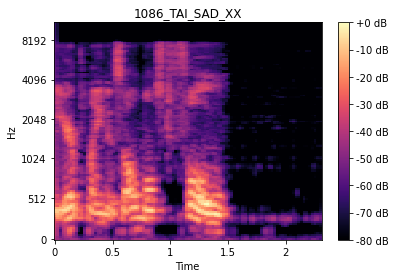 1086_TAI_SAD_XX
+0 dB
8192
-10 dB
4096
-20 dB
-30 dB
2048
Hz
-40 dB
1024
-50 dB
512
-60 dB
-70 dB
0
-80 dB
0 0.5 1 1.5 2
Time